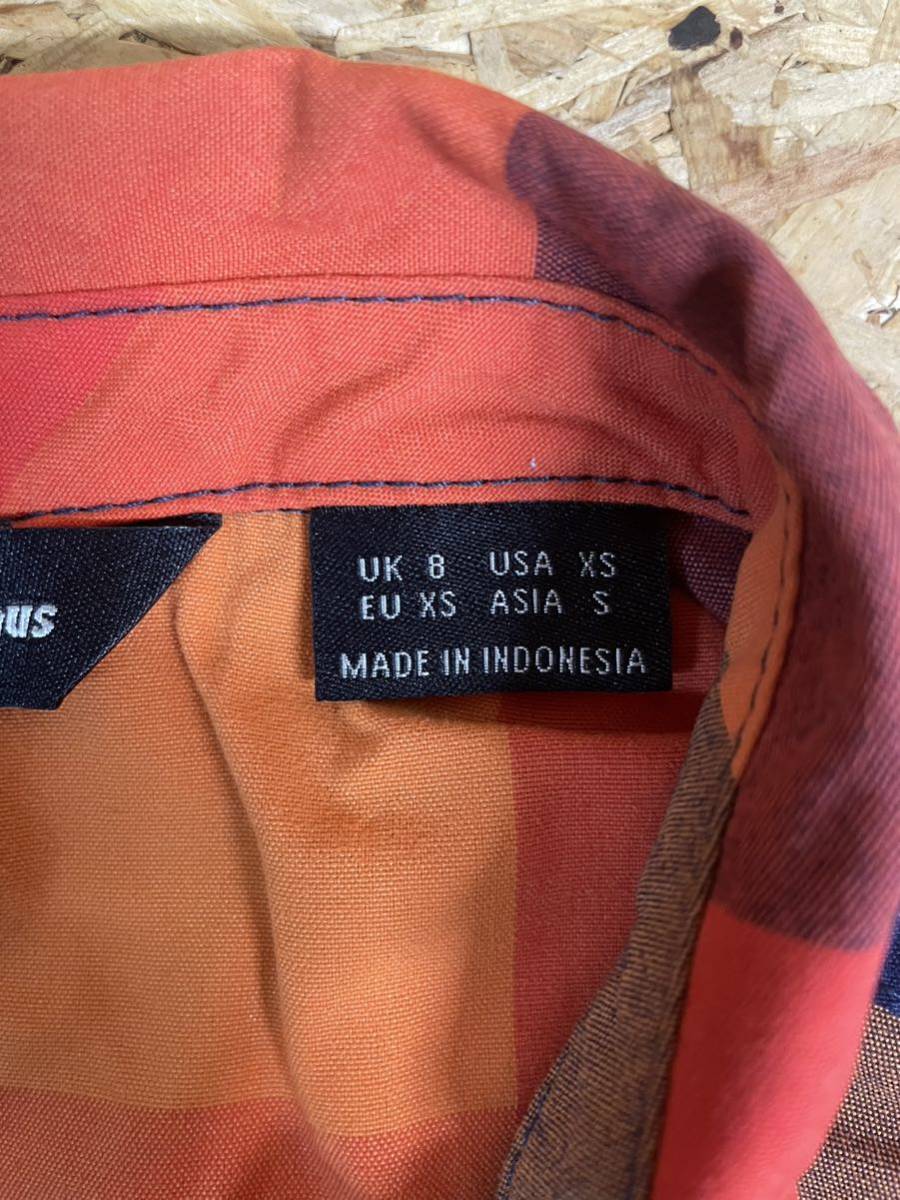 UK 8 USA XS
EU XS ASIA S
MADE IN INDONESIA